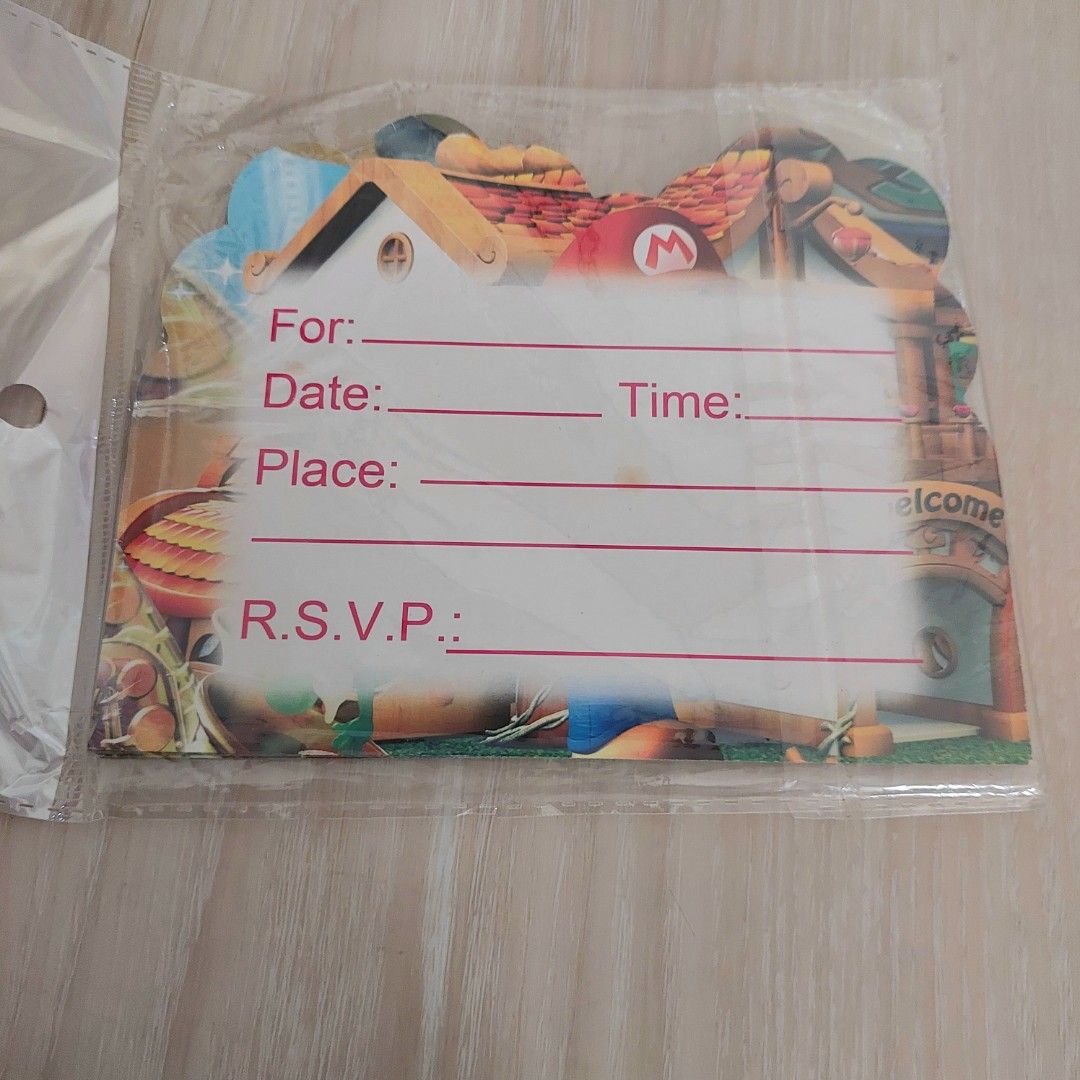 M
For:
Date: Time:
Place:
elcome
R.S.V.P.: